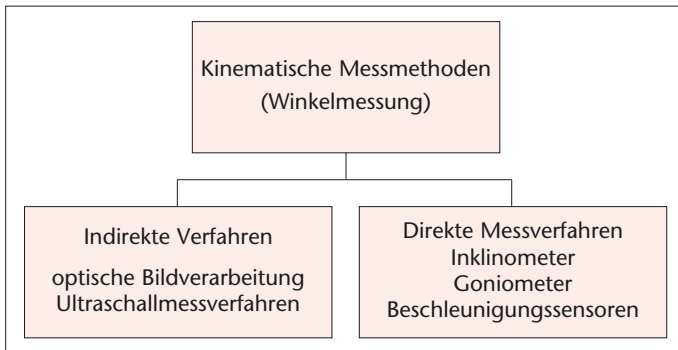 Kinematische Messmethoden
(Winkelmessung)
Indirekte Verfahren
optische Bildverarbeitung
Ultraschallmessverfahren
Direkte Messverfahren
Inklinometer
Goniometer
Beschleunigungssensoren